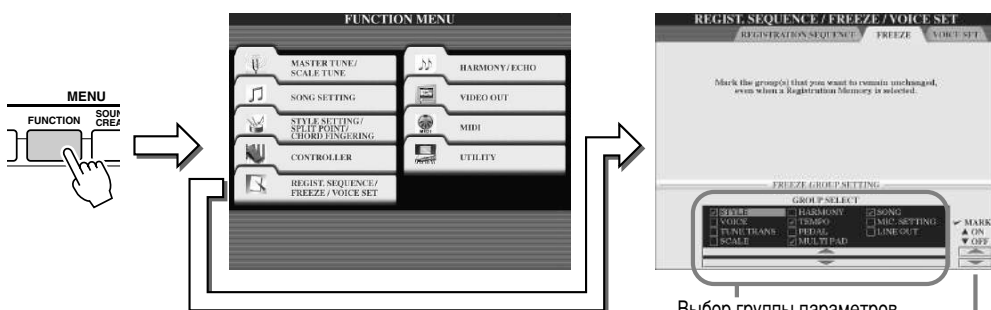 MENU
FUNCTION
SOUN
CREA
FUNCTION MENU
MASTER TUNE/
SCALE TUNE
SONG SETTING
STYLE SETTING/
SPLIT POINT/
CHORD FINGERING
CONTROLLER
REGIST. SEQUENCE/
FREEZE / VOICE SET
HARMONY/ECHO
VIDEO OUT
MIDI
UTILITY
REGIST. SEQUENCE / FREEZE / VOICE SET
REGISTRATION SEQUENCE
FREEZE
VOICE SET
Mark the group(s) that you want to remain unchanged,
even when a Registration Memory is selected.
FREEZE GROUP SETTING
GROUP SELECT
STYLE
VOICE
TUNE TRANS
SCALE
HARMONY
TEMPO
PEDAL
MULTI PAD
SONG
MIC. SETTING
LINE OUT
MARK
▲ ON
▼ OFF
Выбор группы параметров